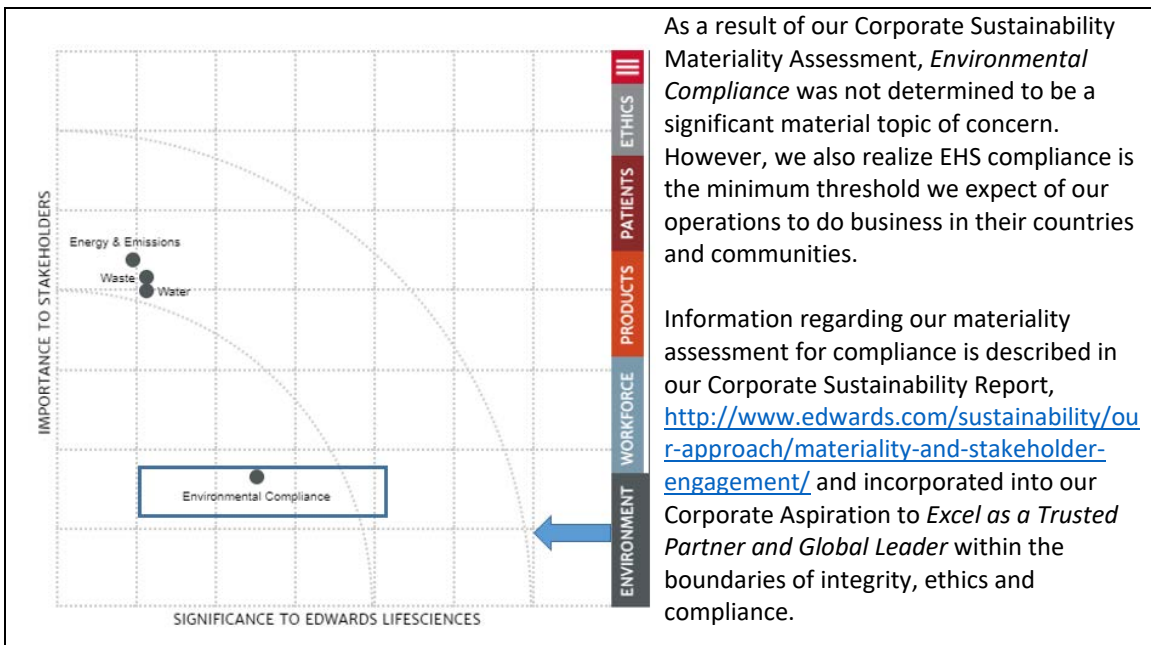 IMPORTANCE TO STAKEHOLDERS
Energy & Emissions
Waste
Water
Environmental Compliance
SIGNIFICANCE TO EDWARDS LIFESCIENCES
ETHICS
PATIENTS
PRODUCTS
WORKFORCE
ENVIRONMENT
As a result of our Corporate Sustainability
Materiality Assessment, Environmental
Compliance was not determined to be a
significant material topic of concern.
However, we also realize EHS compliance is
the minimum threshold we expect of our
operations to do business in their countries
and communities.
Information regarding our materiality
assessment for compliance is described in
our Corporate Sustainability Report,
http://www.edwards.com/sustainability/ou
r-approach/materiality-and-stakeholder-
engagement/ and incorporated into our
Corporate Aspiration to Excel as a Trusted
Partner and Global Leader within the
boundaries of integrity, ethics and
compliance.